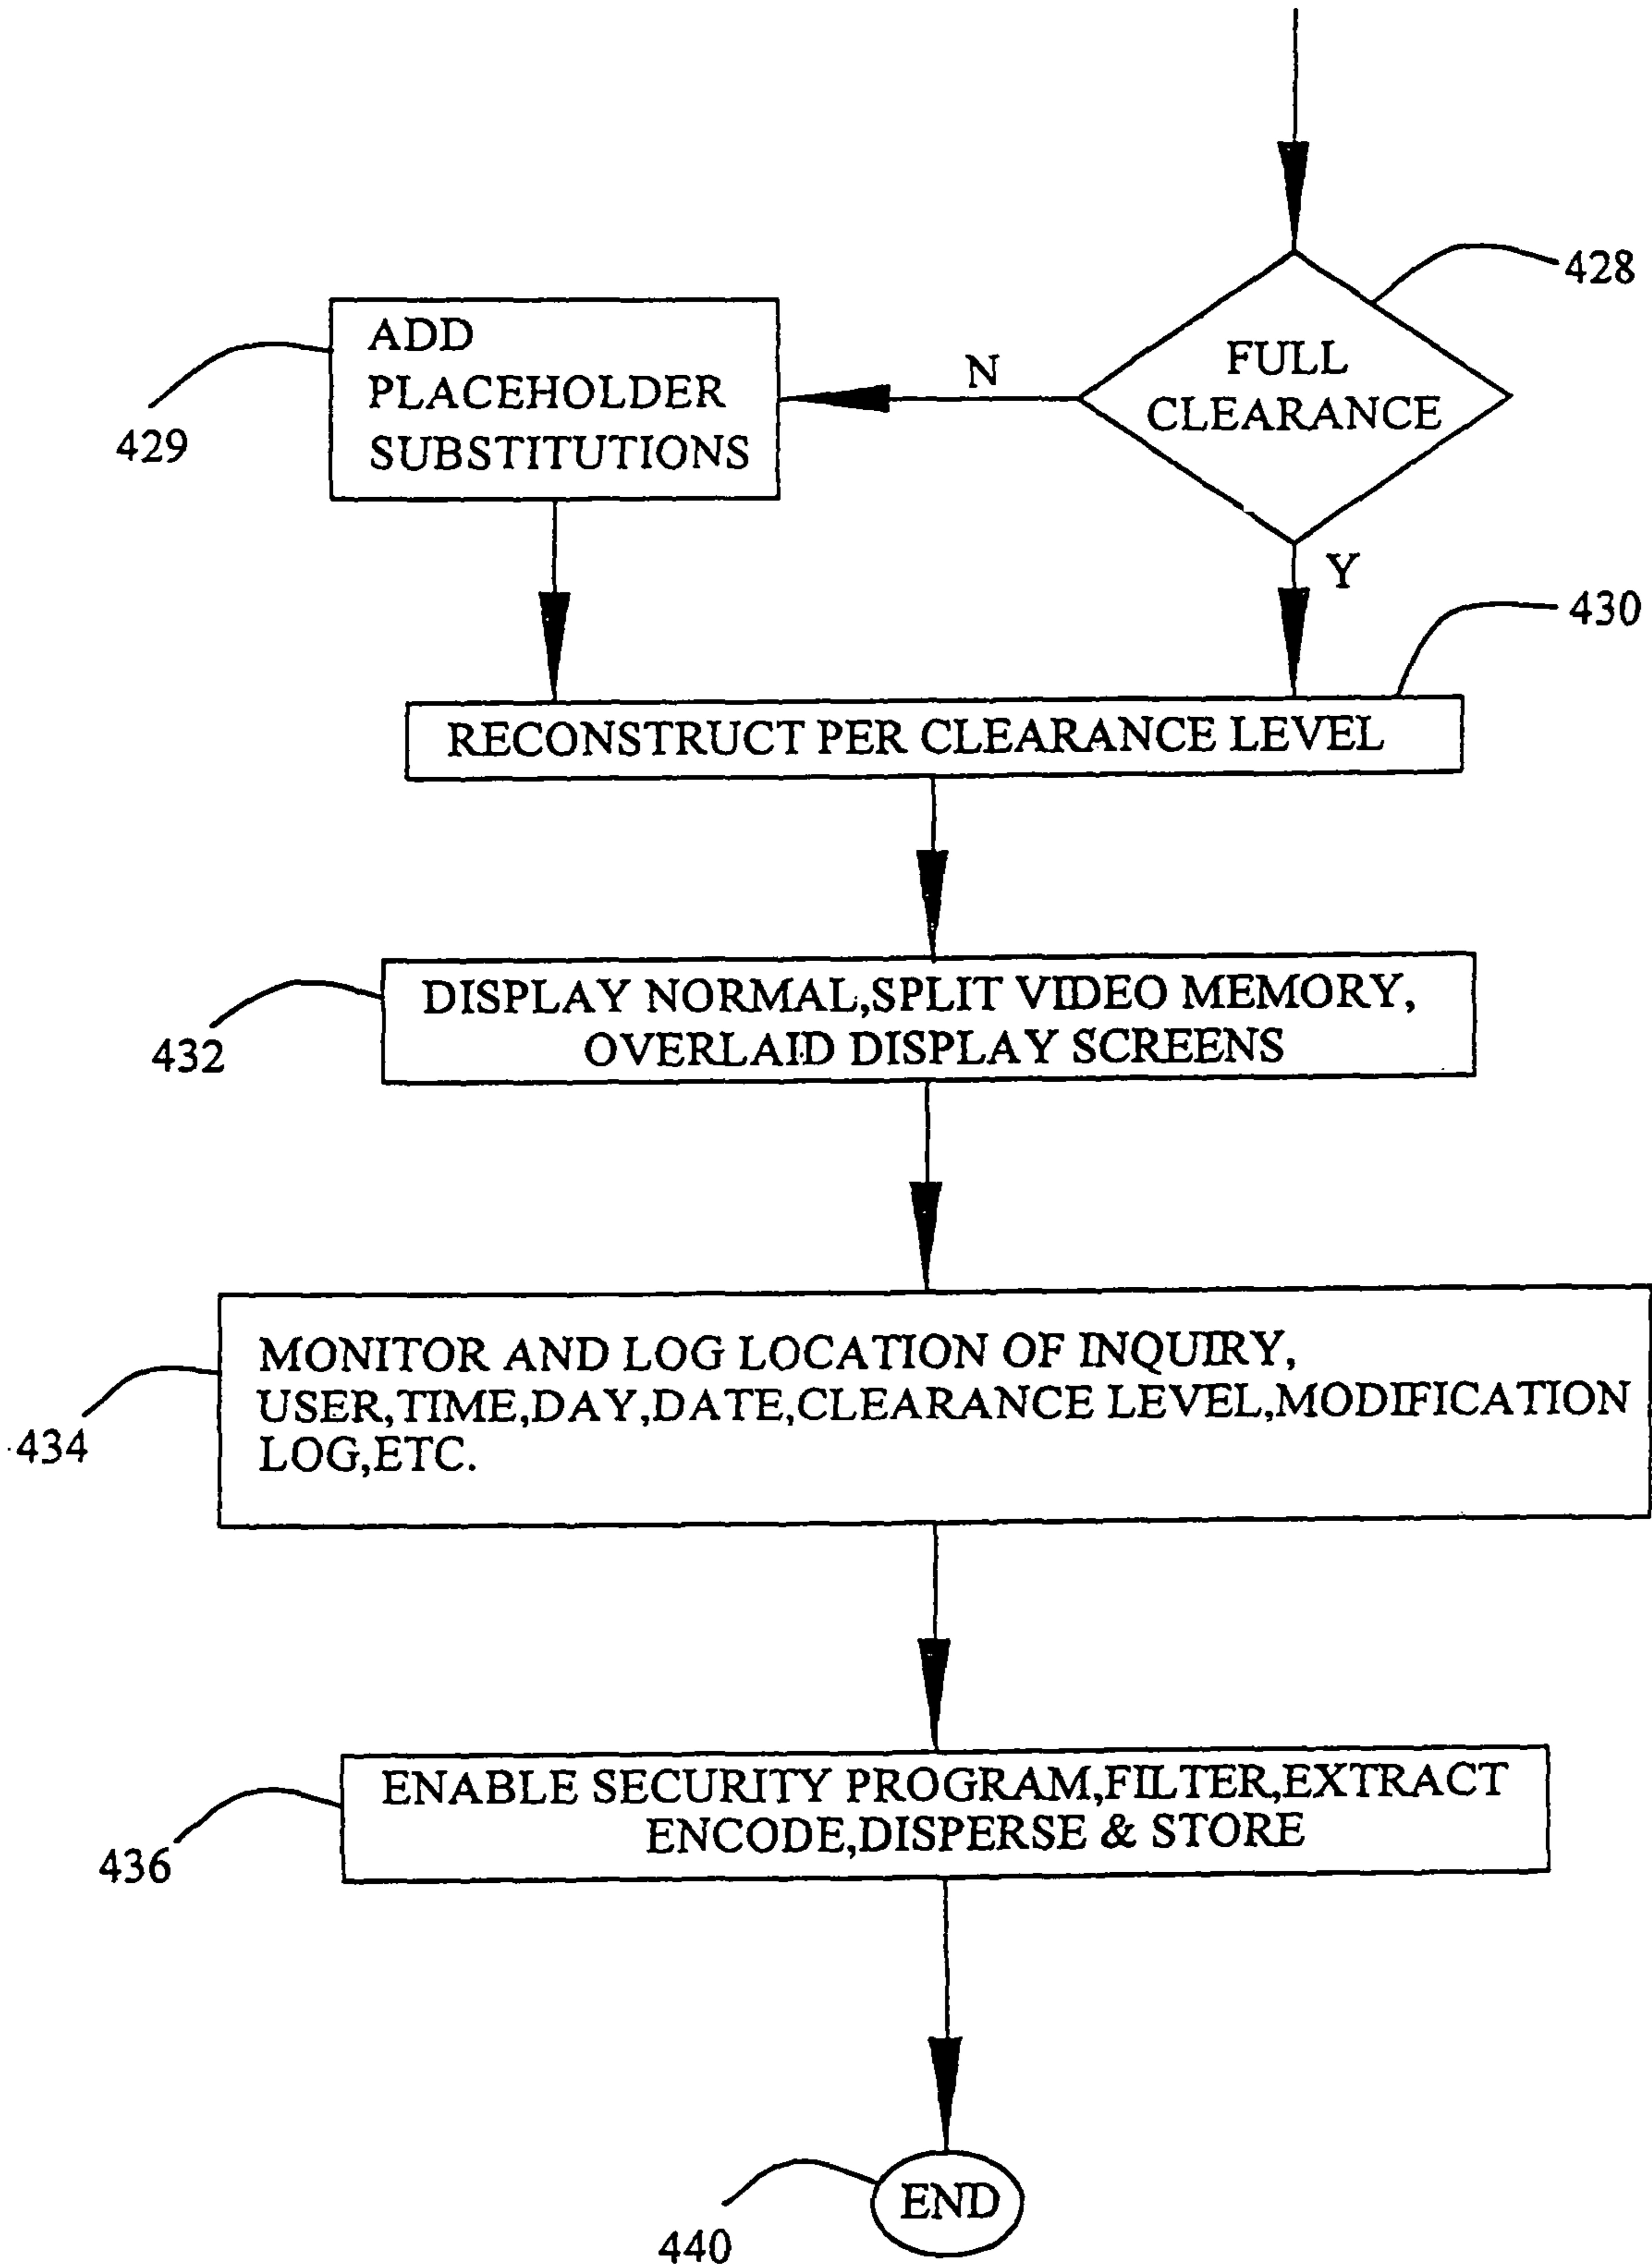 428
FULL
CLEARANCE
N
Y
ADD
PLACEHOLDER
SUBSTITUTIONS
429
430
RECONSTRUCT PER CLEARANCE LEVEL
DISPLAY NORMAL,SPLIT VIDEO MEMORY,
OVERLAID DISPLAY SCREENS
432
MONITOR AND LOG LOCATION OF INQUIRY,
USER,TIME,DAY,DATE,CLEARANCE LEVEL,MODIFICATION
LOG,ETC.
434
ENABLE SECURITY PROGRAM,FILTER,EXTRACT
ENCODE,DISPERSE & STORE
436
END
440